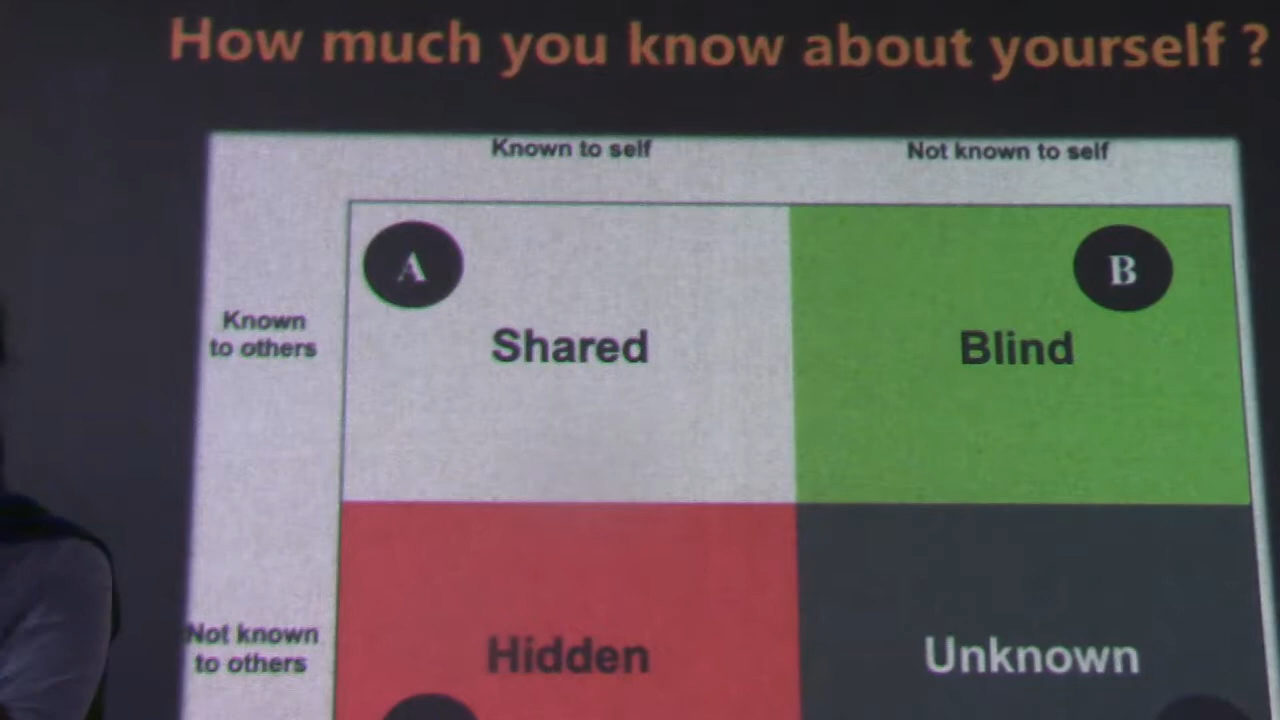 How much you know about yourself ?
Known to self
Not known to self
A
B
Known
to others
Shared
Blind
Not known
to others
Hidden
Unknown